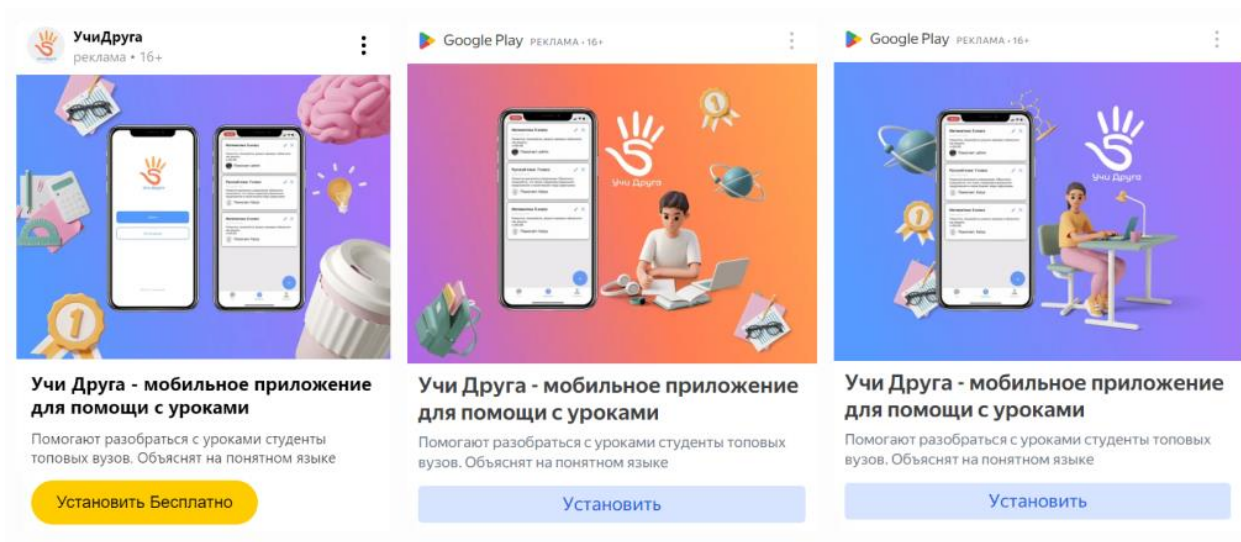 УчиДруга
реклама • 16+
Учи Друга - мобильное приложение
для помощи с уроками
Помогают разобраться с уроками студенты
топовых вузов. Объяснят на понятном языке
Установить Бесплатно
Google Play РЕКЛАМА • 16+
Учи Друга
Учи Друга - мобильное приложение
для помощи с уроками
Помогают разобраться с уроками студенты топовых
вузов. Объяснят на понятном языке
Установить
Google Play РЕКЛАМА • 16+
Учи Друга
Учи Друга - мобильное приложение
для помощи с уроками
Помогают разобраться с уроками студенты топовых
вузов. Объяснят на понятном языке
Установить